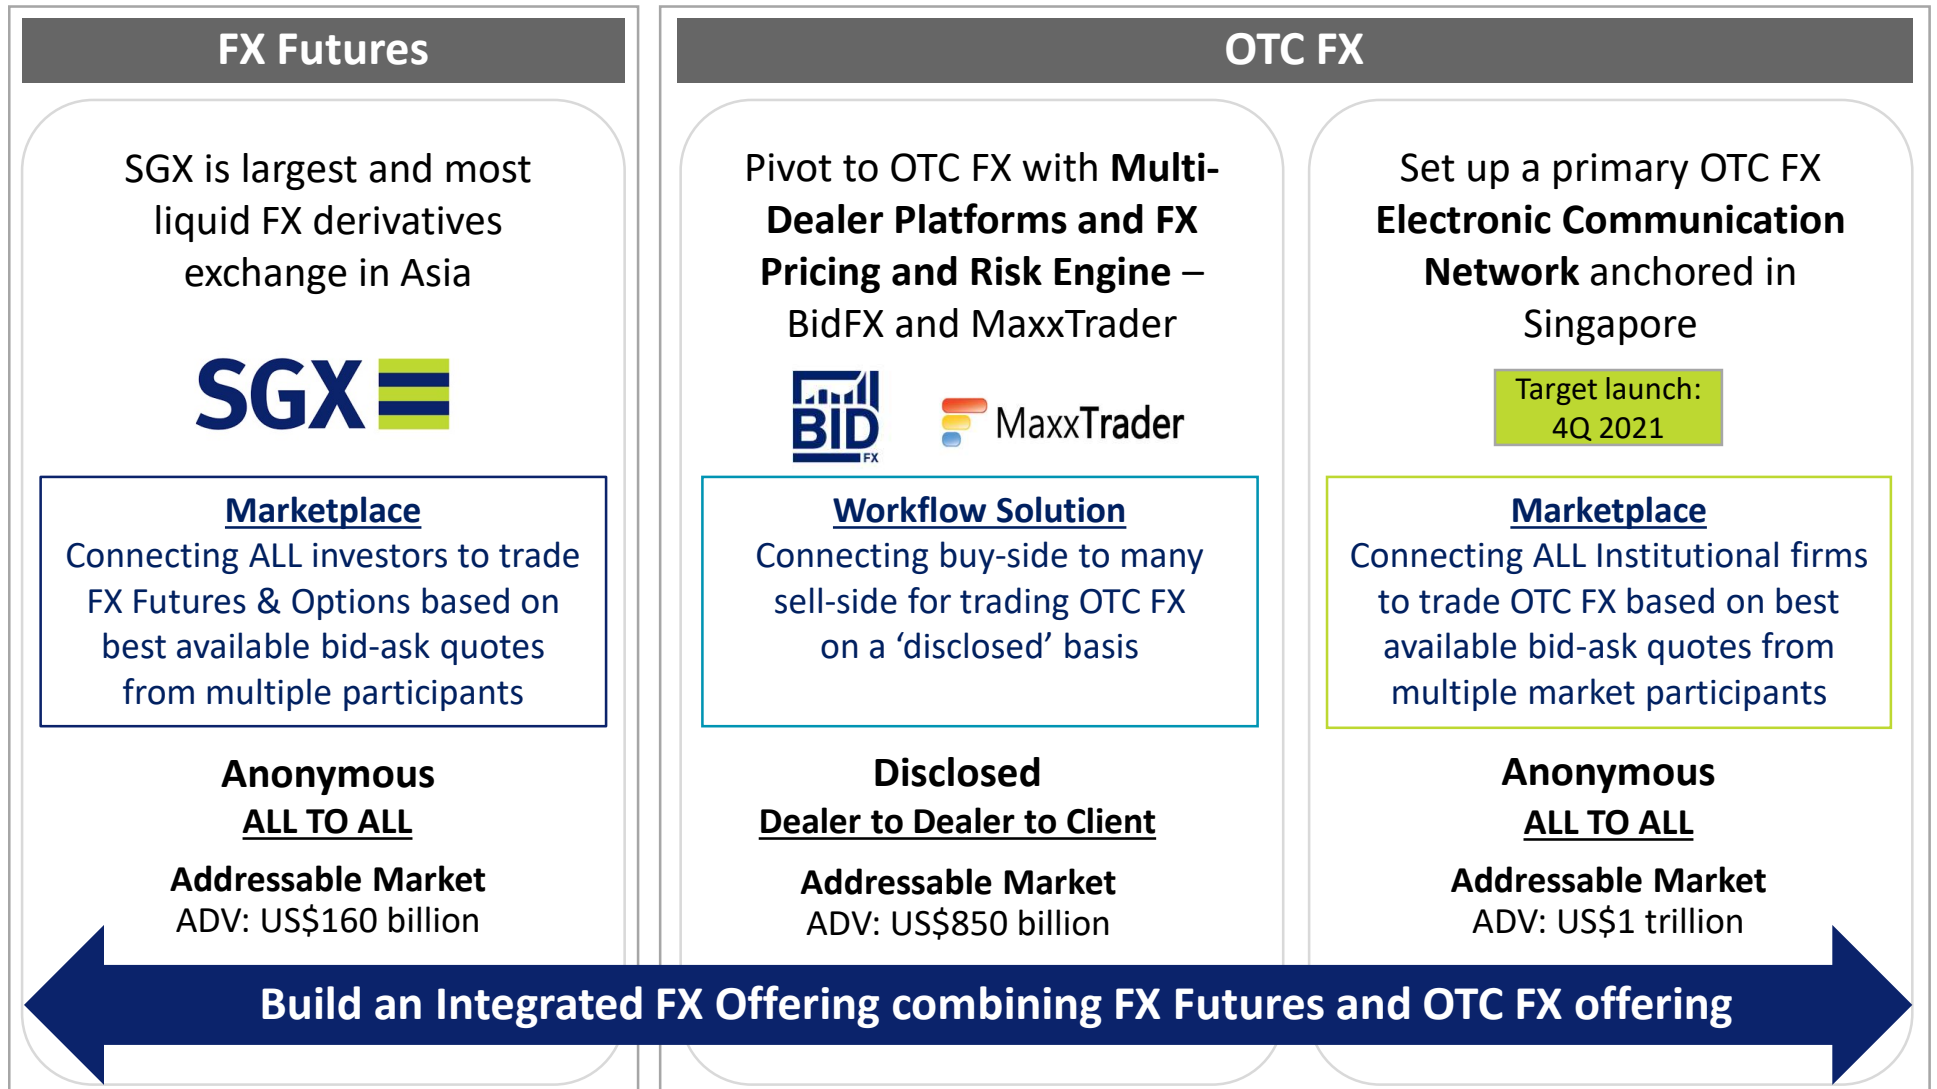 FX Futures
SGX is largest and most
liquid FX derivatives
exchange in Asia
SGX
Marketplace
Connecting ALL investors to trade
FX Futures & Options based on
best available bid-ask quotes
from multiple participants
Anonymous
ALL TO ALL
Addressable Market
ADV: US$160 billion
OTC FX
Pivot to OTC FX with Multi-
Dealer Platforms and FX
Pricing and Risk Engine –
BidFX and MaxxTrader
BID
FX
MaxxTrader
Workflow Solution
Connecting buy-side to many
sell-side for trading OTC FX
on a ‘disclosed’ basis
Disclosed
Dealer to Dealer to Client
Addressable Market
ADV: US$850 billion
Set up a primary OTC FX
Electronic Communication
Network anchored in
Singapore
Target launch:
4Q 2021
Marketplace
Connecting ALL Institutional firms
to trade OTC FX based on best
available bid-ask quotes from
multiple market participants
Anonymous
ALL TO ALL
Addressable Market
ADV: US$1 trillion
Build an Integrated FX Offering combining FX Futures and OTC FX offering